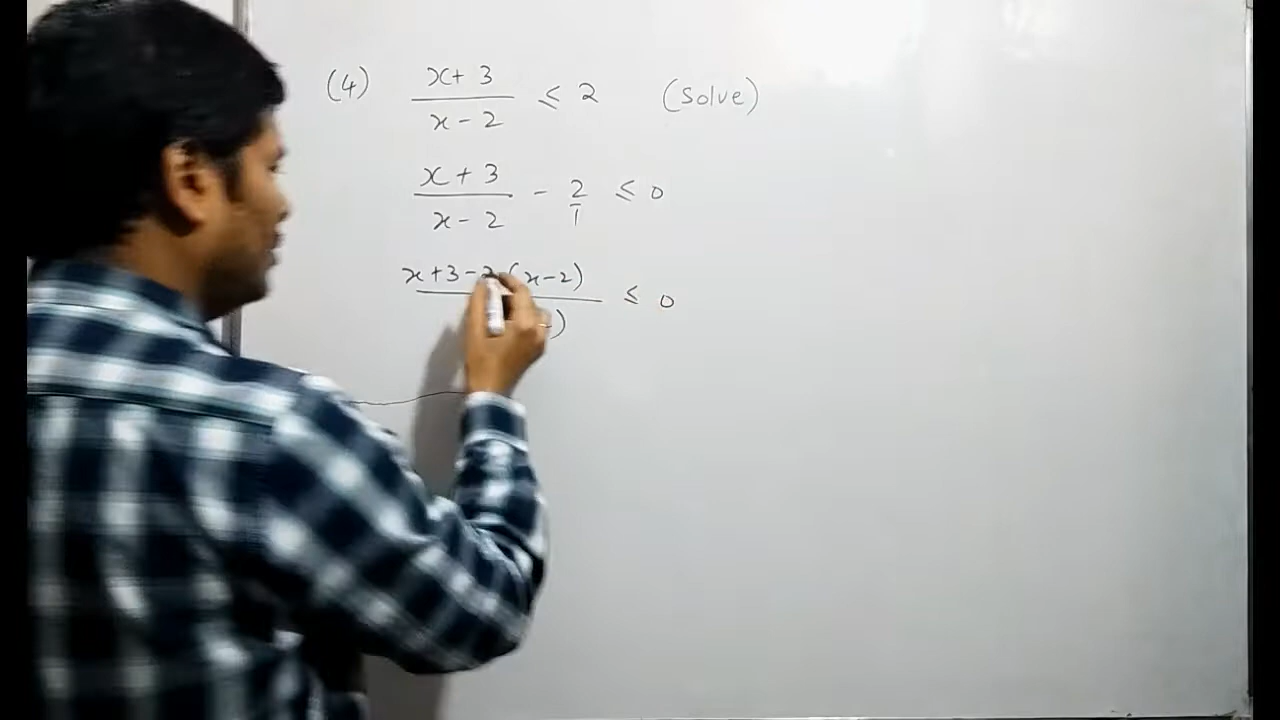 (4) x+3 / x-2 ≤ 2 (Solve)
x+3 / x-2 - 2/1 ≤ 0
x+3-2 (x-2) / ) ≤ 0